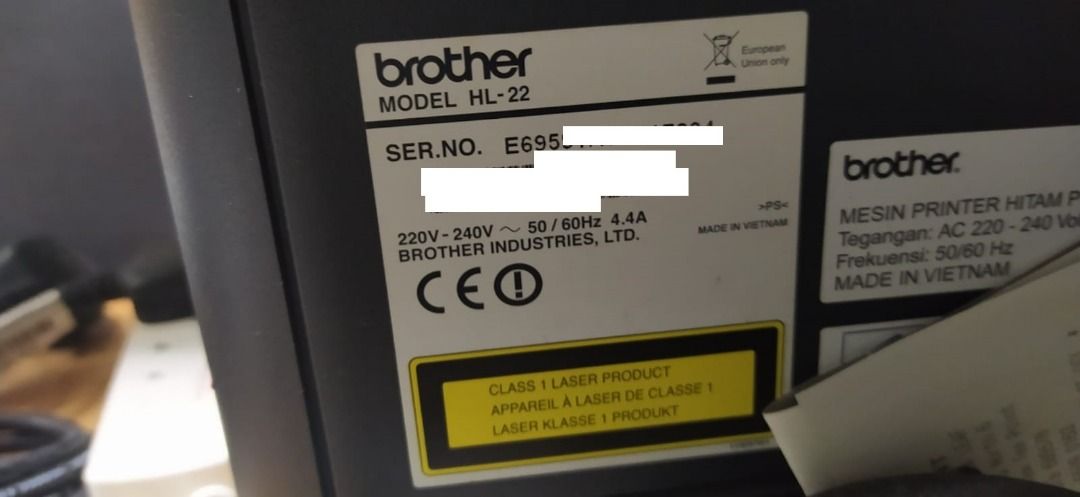 brother
MODEL HL-22
European
Union only
SER.NO. E695
220V-240V ～ 50/60Hz 4.4A
BROTHER INDUSTRIES, LTD.
>PS<
MADE IN VIETNAM
CE
CLASS 1 LASER PRODUCT
APPAREIL À LASER DE CLASSE 1
LASER KLASSE 1 PRODUKT
brother
MESIN PRINTER HITAM P
Tegangan: AC 220 - 240 Vo
Frekuensi: 50/60 Hz
MADE IN VIETNAM